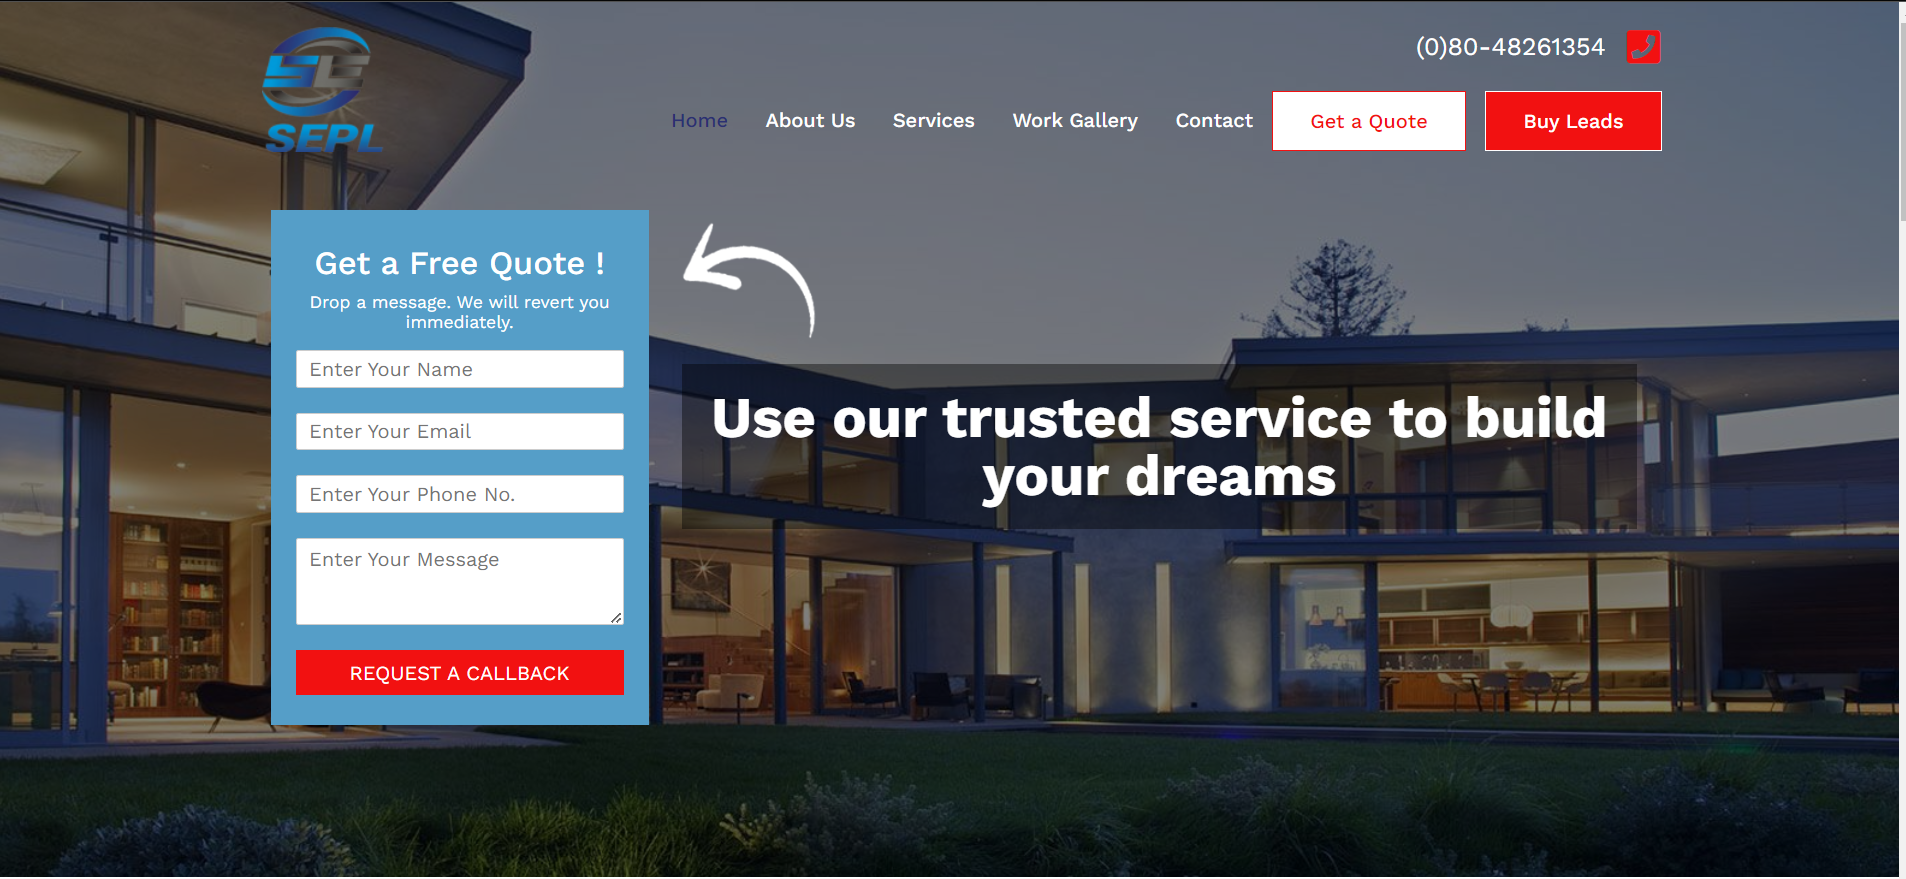 SE
SEPL
(0)80-48261354
Home
About Us
Services
Work Gallery
Contact
Get a Quote
Buy Leads
Get a Free Quote !
Drop a message. We will revert you
immediately.
Enter Your Name
Enter Your Email
Enter Your Phone No.
Enter Your Message
REQUEST A CALLBACK
Use our trusted service to build
your dreams